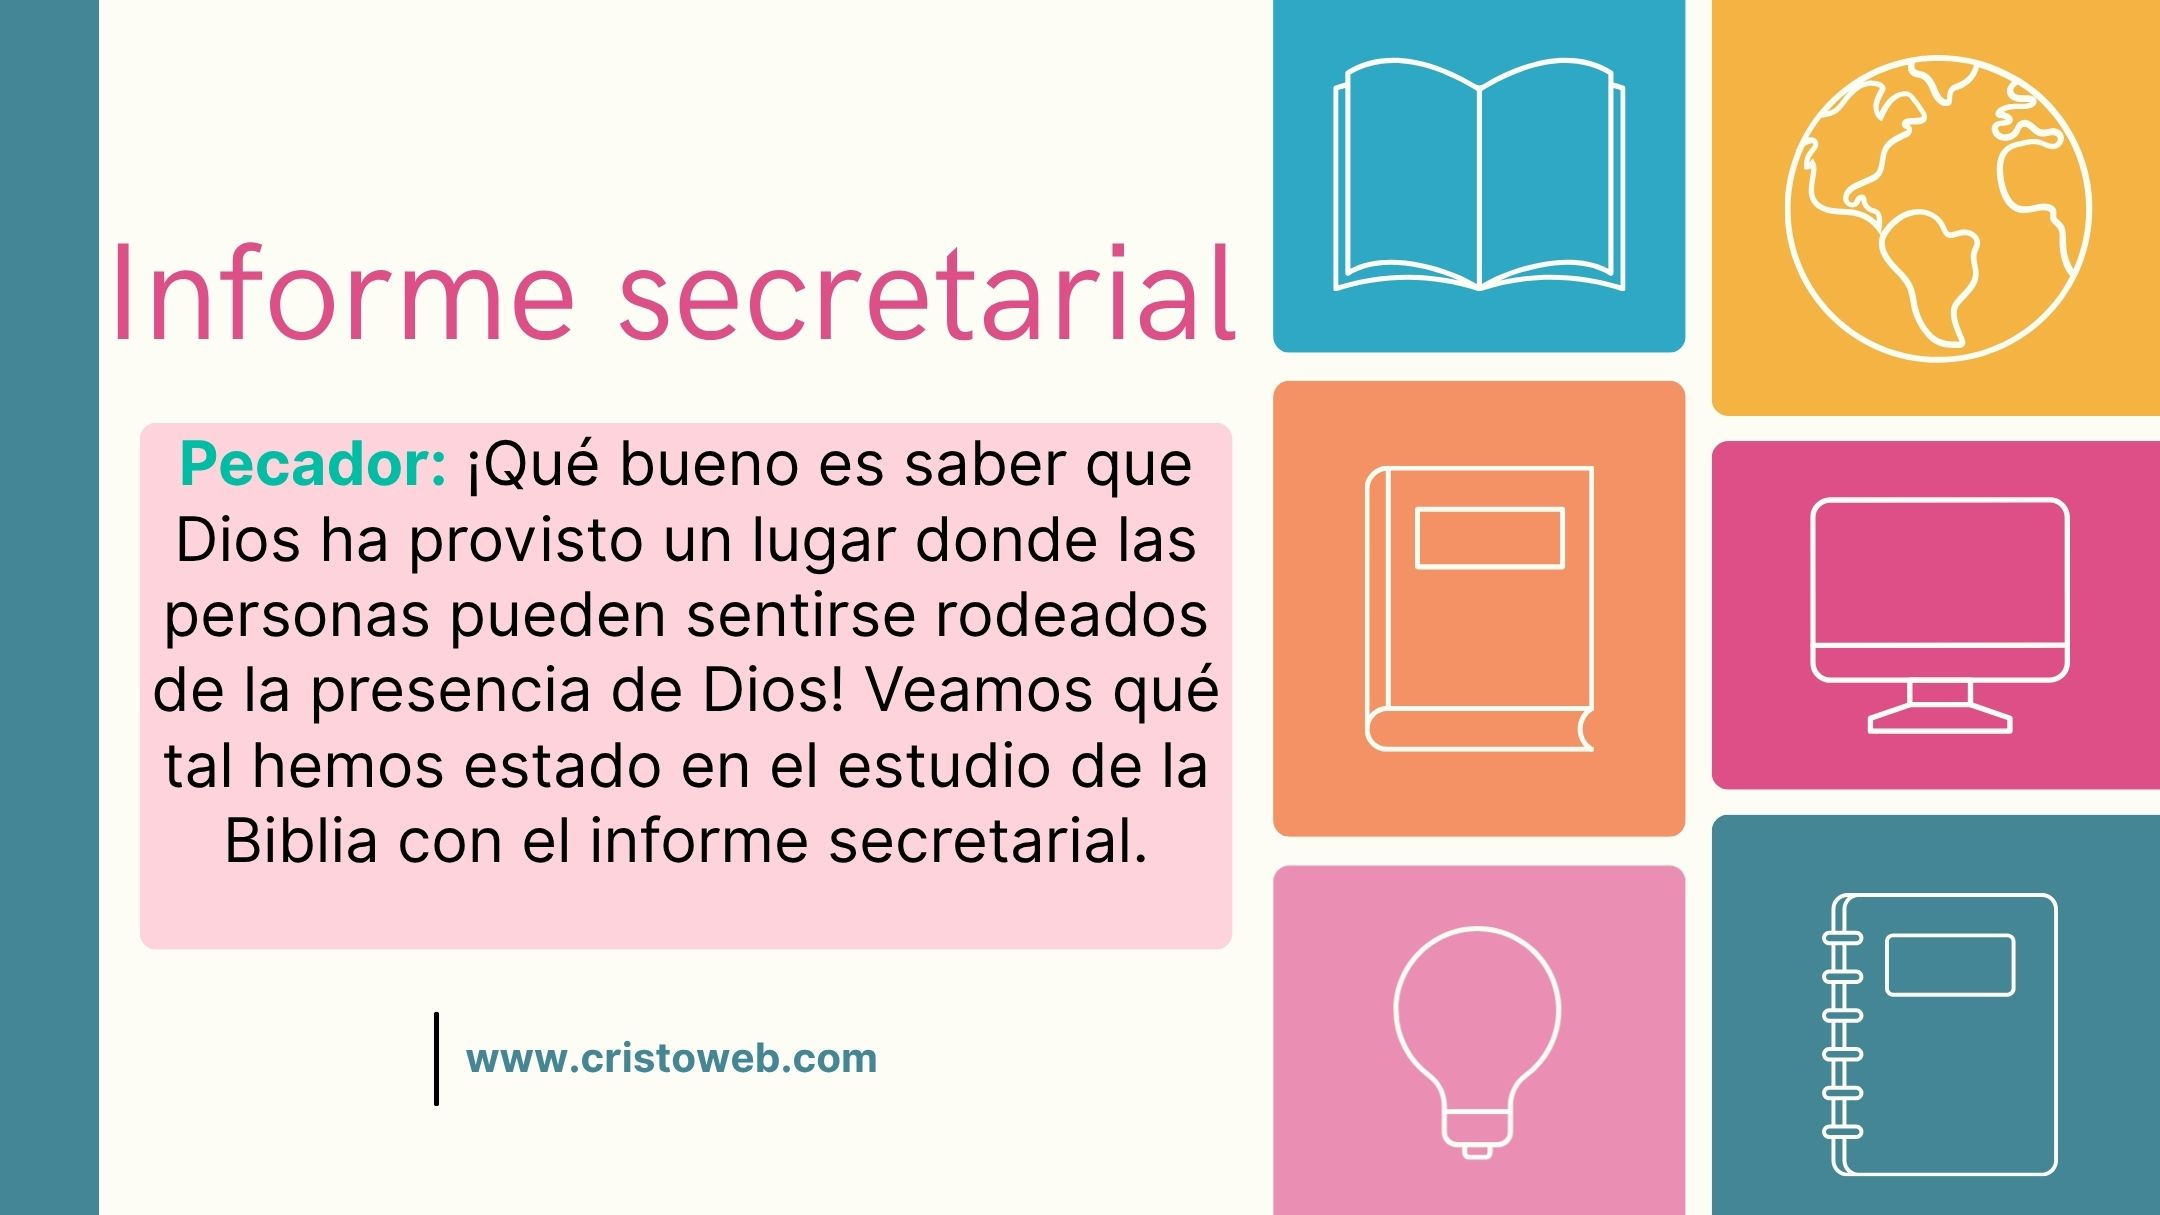 Informe secretarial
Pecador: ¡Qué bueno es saber que
Dios ha provisto un lugar donde las
personas pueden sentirse rodeados
de la presencia de Dios! Veamos qué
tal hemos estado en el estudio de la
Biblia con el informe secretarial.
www.cristoweb.com